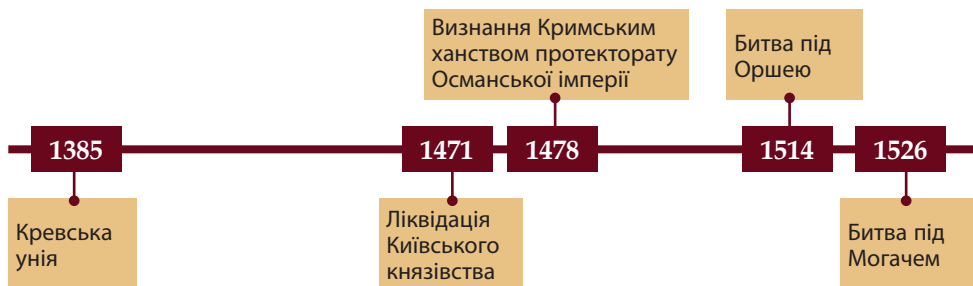 Визнання Кримським
ханством протекторату
Османської імперії
Битва під
Оршею
1385
1471
1478
1514
1526
Кревська
унія
Ліквідація
Київського
князівства
Битва під
Могачем